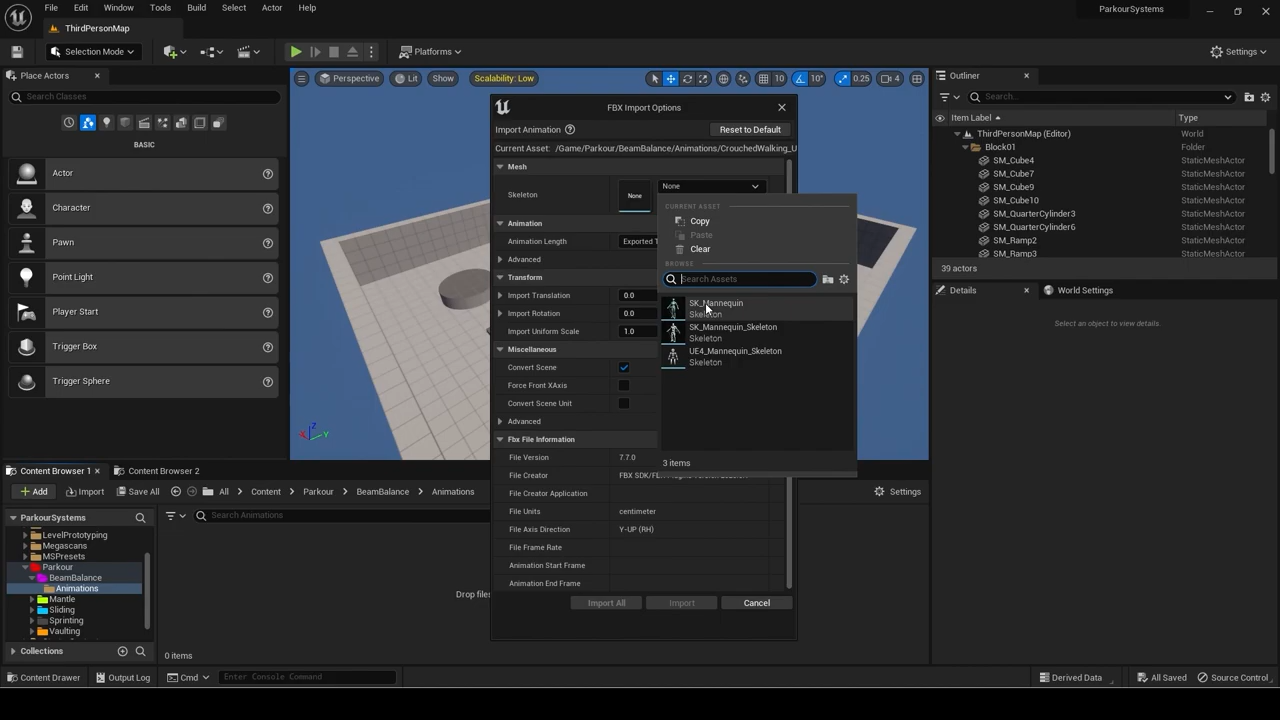 File Edit Window Tools Build Select Actor Help
ParkourSystems
ThirdPersonMap
Selection Mode
Platforms
Settings
Place Actors
Search Classes
BASIC
Actor
Character
Pawn
Point Light
Player Start
Trigger Box
Trigger Sphere
Perspective Lit Show Scalability: Low
10 10° 0.25 4
FBX Import Options
Import Animation
Reset to Default
Current Asset: /Game/Parkour/BeamBalance/Animations/CrouchedWalking_U
Mesh
Skeleton
None
None
Animation
Animation Length
Exported T
Advanced
Transform
Import Translation 0.0
Import Rotation 0.0
Import Uniform Scale 1.0
Miscellaneous
Convert Scene
Force Front XAxis
Convert Scene Unit
Advanced
Fbx File Information
File Version 7.7.0
File Creator
File Creator Application
File Units centimeter
File Axis Direction Y-UP (RH)
File Frame Rate
Animation Start Frame
Animation End Frame
Import All Import Cancel
CURRENT ASSET
Copy
Paste
Clear
BROWSE
Search Assets
SK_Mannequin
Skeleton
SK_Mannequin_Skeleton
Skeleton
UE4_Mannequin_Skeleton
Skeleton
3 items
Outliner
Search...
Item Label Type
ThirdPersonMap (Editor) World
Block01 Folder
SM_Cube4 StaticMeshActor
SM_Cube7 StaticMeshActor
SM_Cube9 StaticMeshActor
SM_Cube10 StaticMeshActor
SM_QuarterCylinder3 StaticMeshActor
SM_QuarterCylinder6 StaticMeshActor
SM_Ramp2 StaticMeshActor
SM_Ramp3 StaticMeshActor
39 actors
Details World Settings
Select an object to view details.
Content Browser 1 Content Browser 2
Add Import Save All All Content Parkour BeamBalance Animations
Settings
ParkourSystems
Search Animations
LevelPrototyping
Megascans
MSPresets
Parkour
BeamBalance
Animations
Mantle
Sliding
Sprinting
Vaulting
Collections
Drop files
0 items
Content Drawer Output Log Cmd Enter Console Command
Derived Data All Saved Source Control